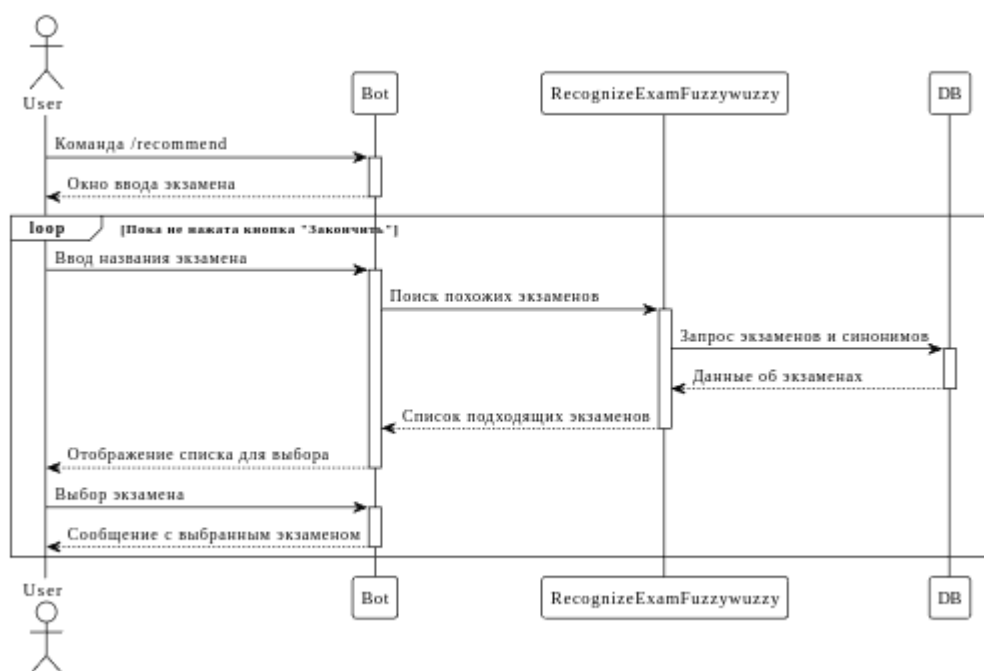 User
Bot
RecognizeExamFuzzywuzzy
DB
Команда /recommend
Окно ввода экзамена
loop
[Пока не нажата кнопка "Закончить"]
Ввод названия экзамена
Поиск похожих экзаменов
Запрос экзаменов и синонимов
Данные об экзаменах
Список подходящих экзаменов
Отображение списка для выбора
Выбор экзамена
Сообщение с выбранным экзаменом
User
Bot
RecognizeExamFuzzywuzzy
DB